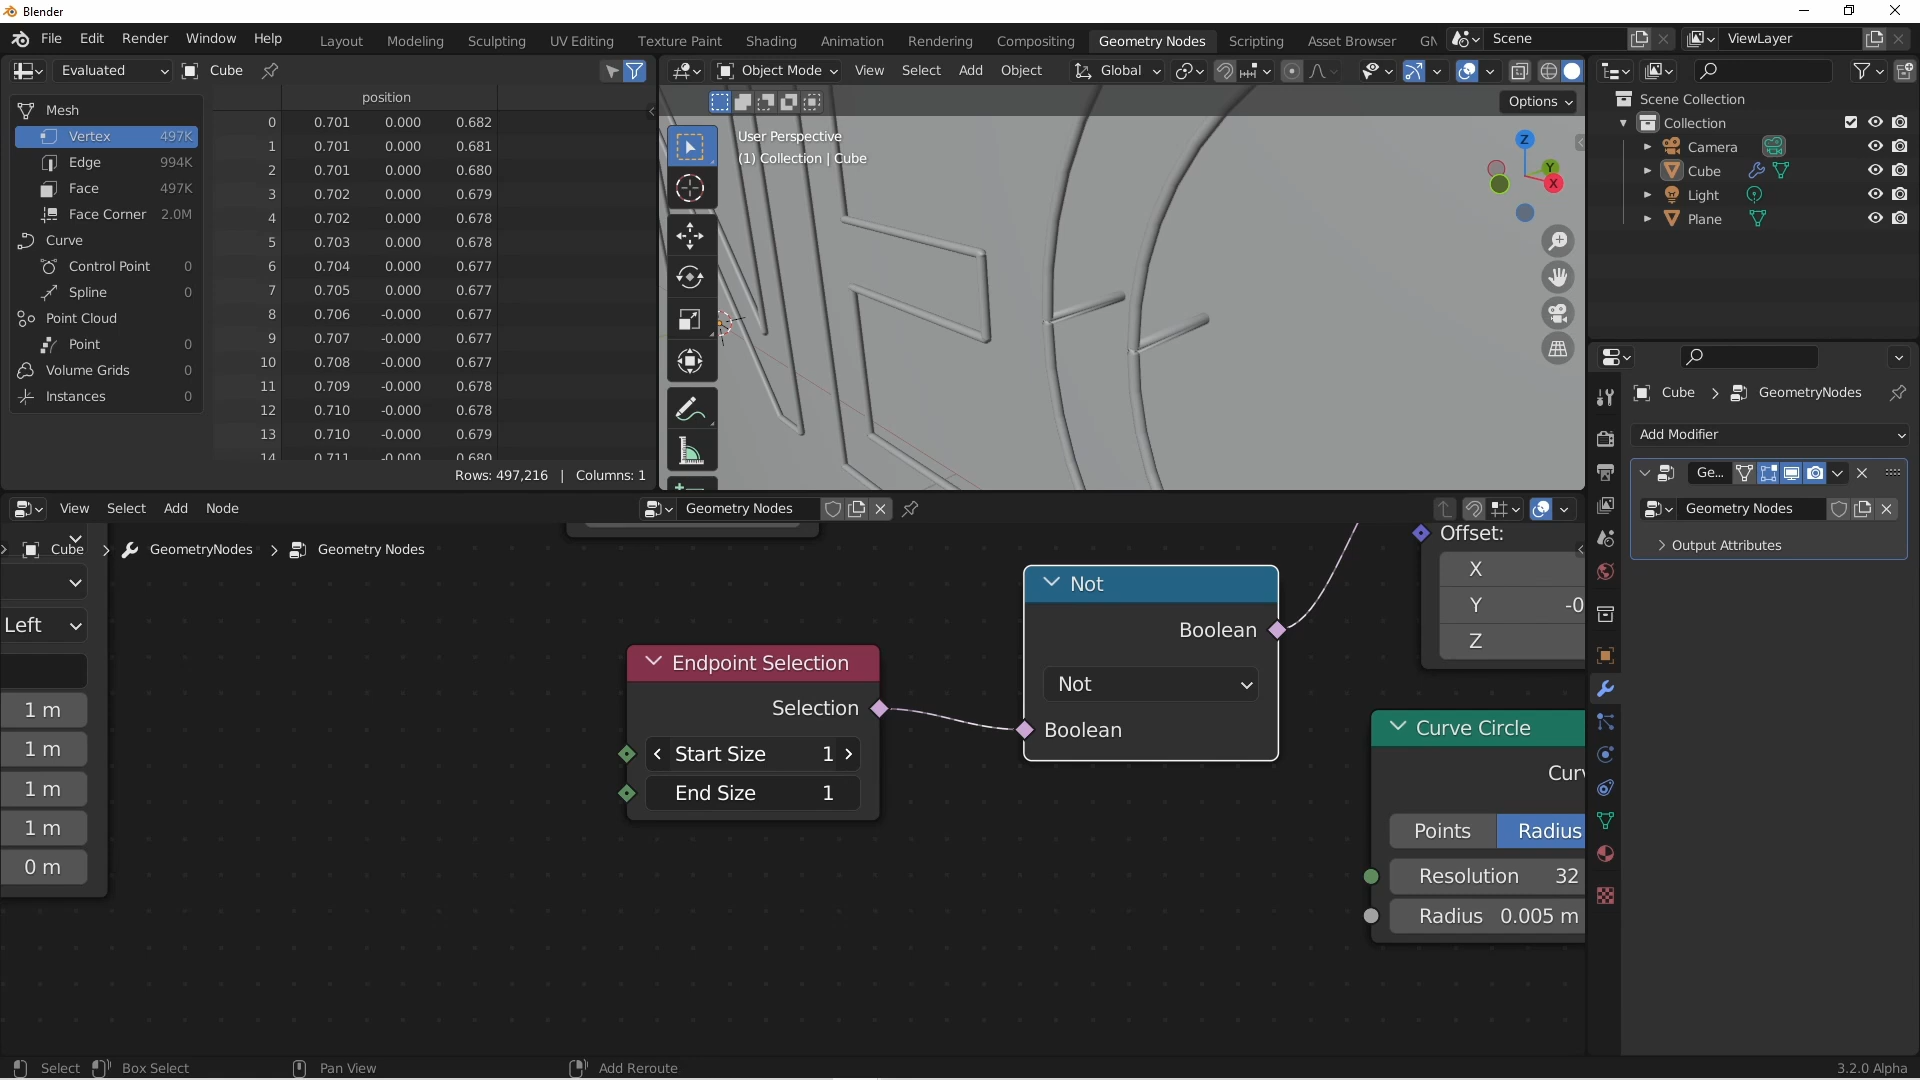 Blender
File Edit Render Window Help
Layout Modeling Sculpting UV Editing Texture Paint Shading Animation Rendering Compositing Geometry Nodes Scripting Asset Browser
Scene
ViewLayer
Evaluated Cube
Object Mode View Select Add Object Global
Options
position
Mesh
Vertex 497K
Edge 994K
Face 497K
Face Corner 2.0M
Curve
Control Point 0
Spline 0
Point Cloud
Point 0
Volume Grids 0
Instances 0
0 0.701 0.000 0.682
1 0.701 0.000 0.681
2 0.701 0.000 0.680
3 0.702 0.000 0.679
4 0.702 0.000 0.678
5 0.703 0.000 0.678
6 0.704 0.000 0.677
7 0.705 0.000 0.677
8 0.706 -0.000 0.677
9 0.707 -0.000 0.677
10 0.708 -0.000 0.677
11 0.709 -0.000 0.678
12 0.710 -0.000 0.678
13 0.710 -0.000 0.679
14 0.711 -0.000 0.680
Rows: 497,216 | Columns: 1
User Perspective
(1) Collection | Cube
Z
Y
X
Scene Collection
Collection
Camera
Cube
Light
Plane
Cube > GeometryNodes
Add Modifier
Ge...
Geometry Nodes
Output Attributes
View Select Add Node
Geometry Nodes
Cube > GeometryNodes > Geometry Nodes
Left
1 m
1 m
1 m
1 m
0 m
Endpoint Selection
Selection
Start Size 1
End Size 1
Not
Boolean
Not
Boolean
Offset:
X
Y -0
Z
Curve Circle
Points Radius
Resolution 32
Radius 0.005 m
Select Box Select Pan View Add Reroute
3.2.0 Alpha